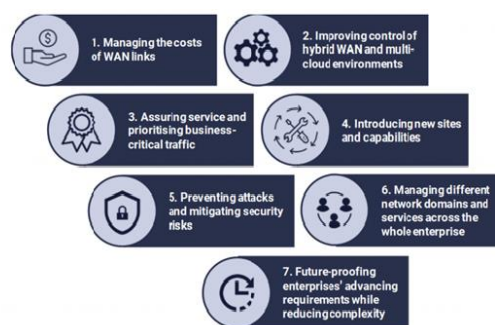 1. Managing the costs
of WAN links
2. Improving control of
hybrid WAN and multi-
cloud environments
3. Assuring service and
prioritising business-
critical traffic
4. Introducing new sites
and capabilities
5. Preventing attacks
and mitigating security
risks
6. Managing different
network domains and
services across the
whole enterprise
7. Future-proofing
enterprises' advancing
requirements while
reducing complexity